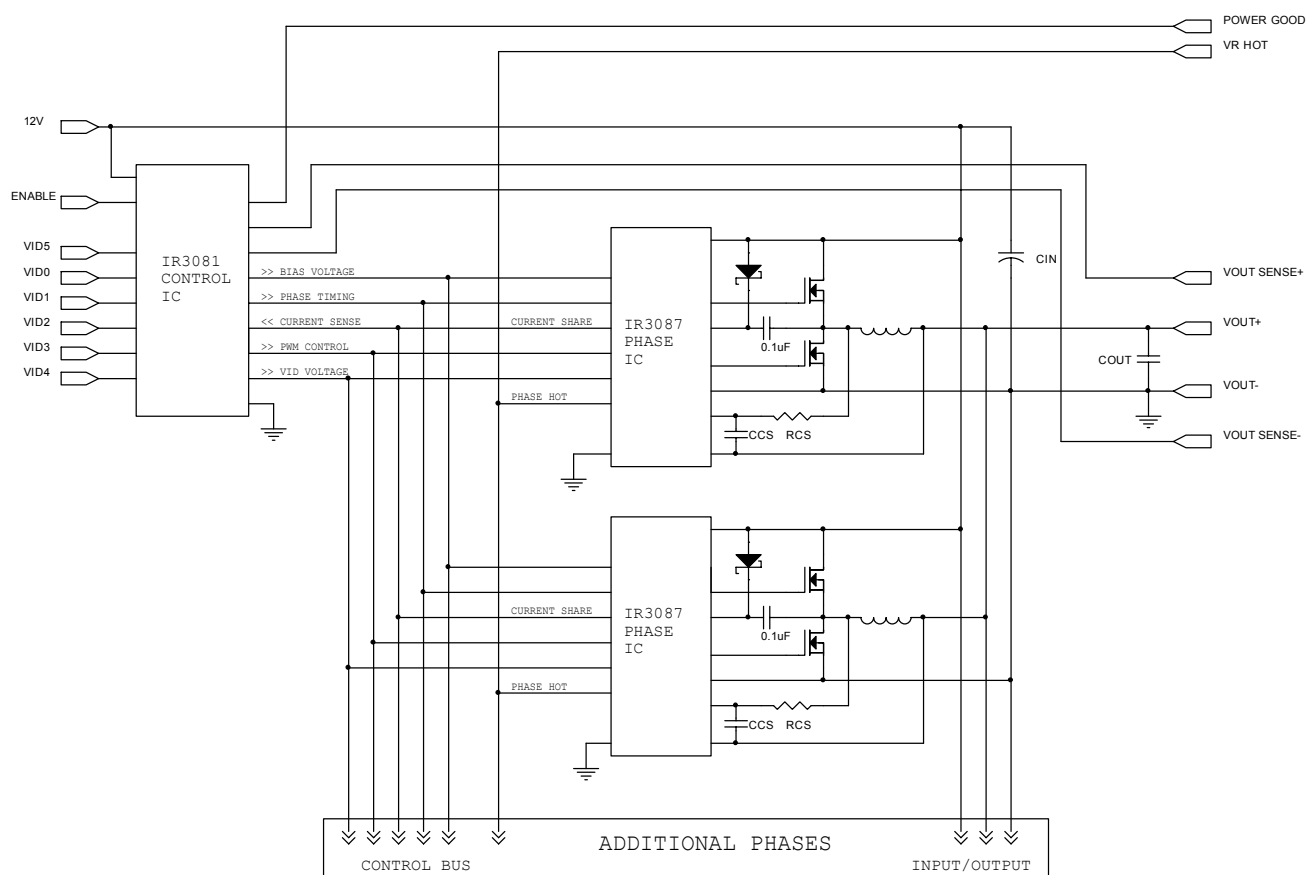 POWER GOOD
VR HOT
12V
ENABLE
VID5
VID0
VID1
VID2
VID3
VID4
IR3081
CONTROL
IC
>> BIAS VOLTAGE
>> PHASE TIMING
<< CURRENT SENSE
>> PWM CONTROL
>> VID VOLTAGE
CURRENT SHARE
PHASE HOT
IR3087
PHASE
IC
0.1uF
CCS
RCS
CIN
COUT
VOUT SENSE+
VOUT+
VOUT-
VOUT SENSE-
CURRENT SHARE
PHASE HOT
IR3087
PHASE
IC
0.1uF
CCS
RCS
ADDITIONAL PHASES
CONTROL BUS
INPUT/OUTPUT